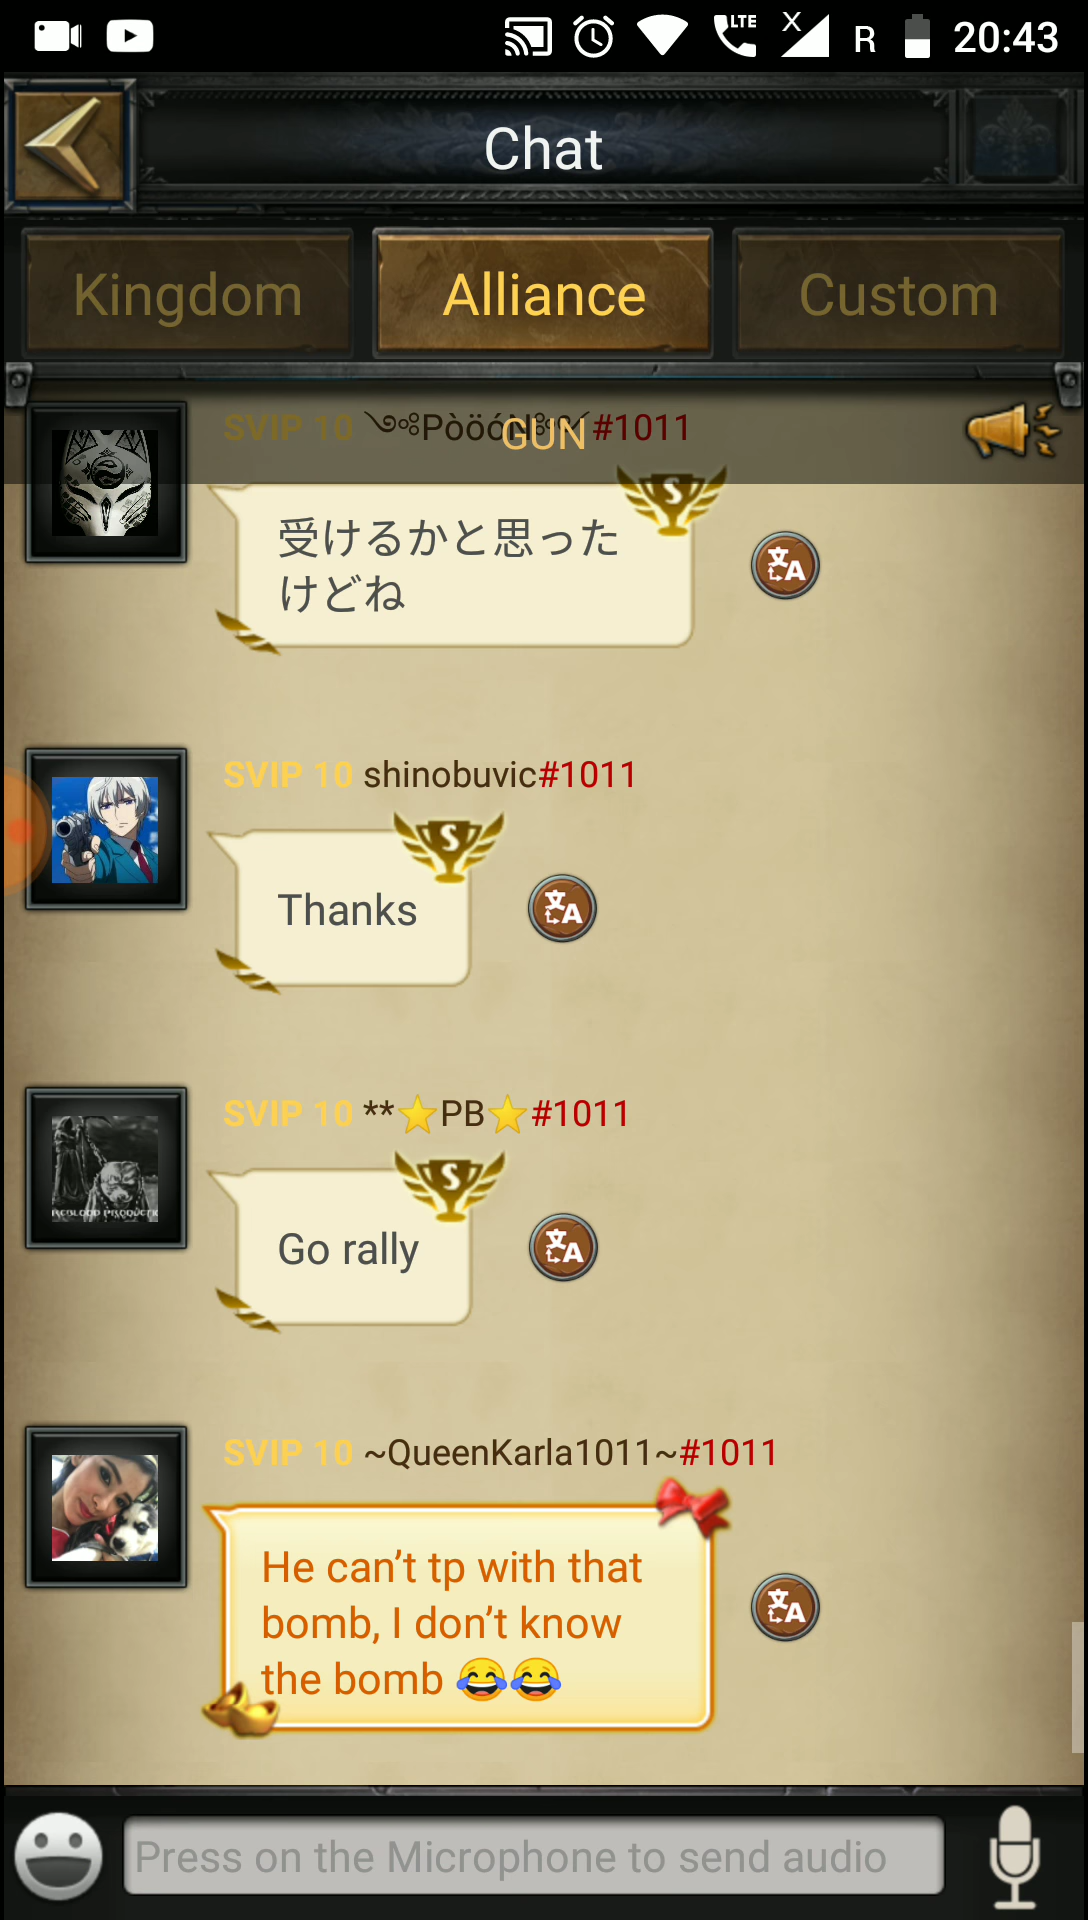 LTE
X
R
20:43
Chat
Kingdom
Alliance
Custom
SVIP 10 #1011
GUN
受けるかと思った
けどね
SVIP 10 shinobuvic#1011
Thanks
SVIP 10 **⭐PB⭐#1011
Go rally
SVIP 10 ~QueenKarla1011~#1011
He can’t tp with that
bomb, I don’t know
the bomb 😂😂
Press on the Microphone to send audio